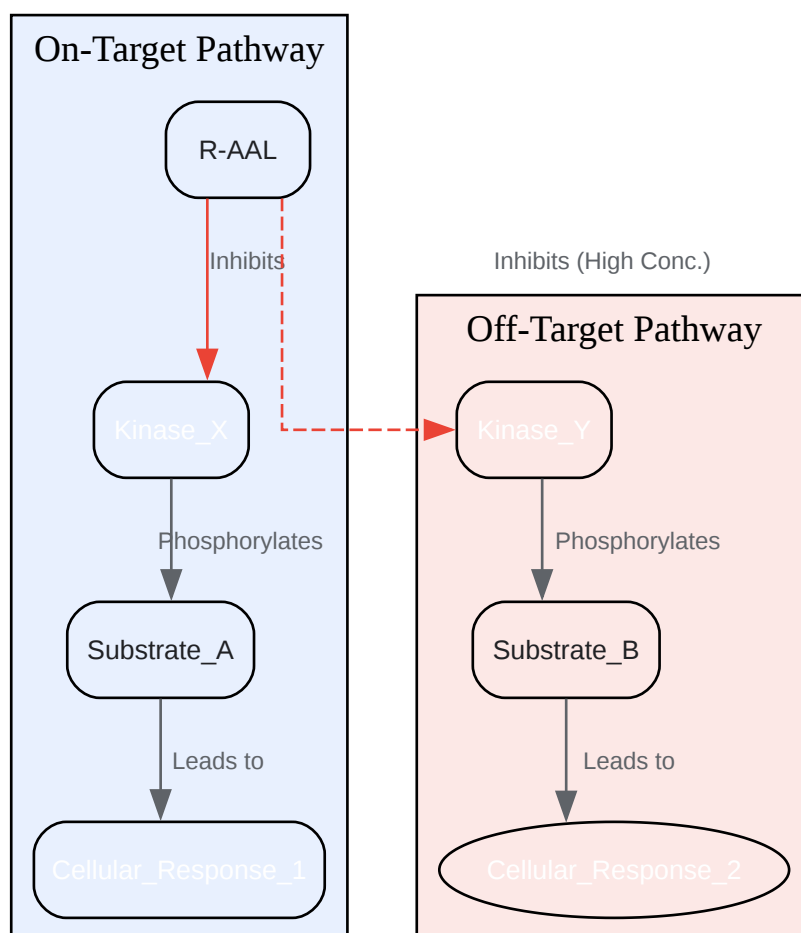 On-Target Pathway
R-AAL
Inhibits
Inhibits (High Conc.)
Off-Target Pathway
Kinase_X
Kinase_Y
Phosphorylates
Phosphorylates
Substrate_A
Substrate_B
Leads to
Leads to
Cellular_Response_1
Cellular_Response_2